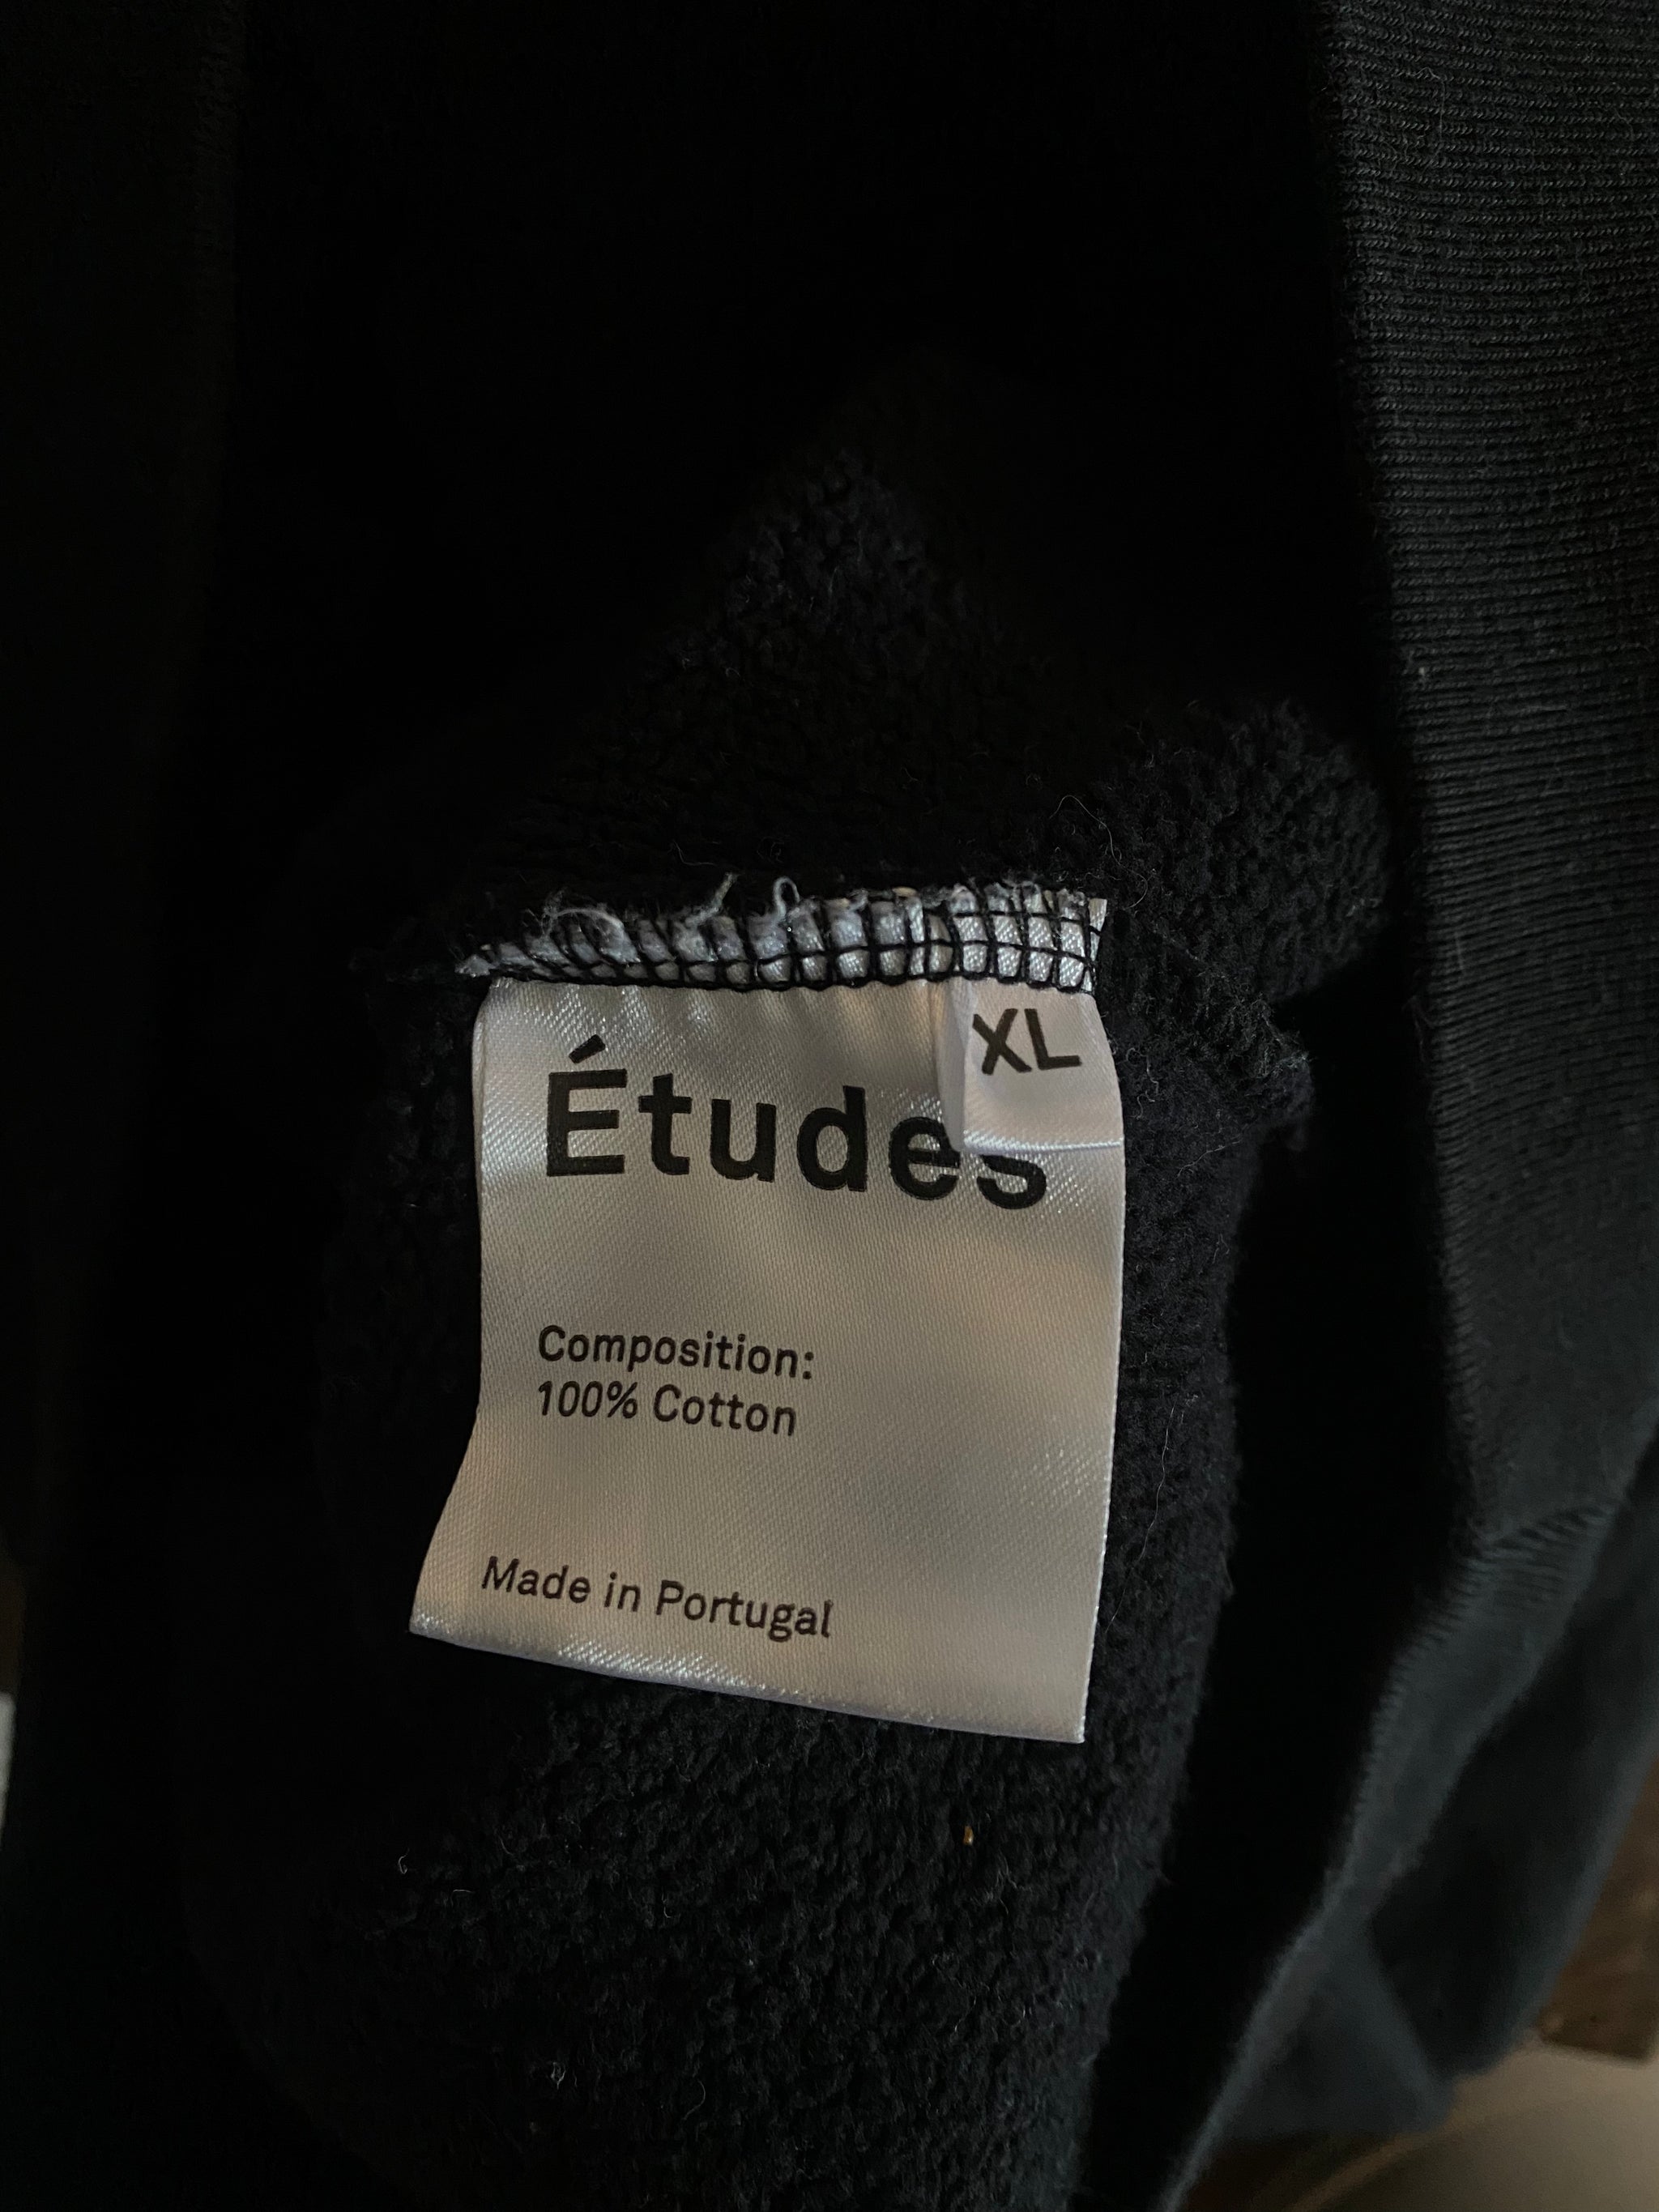 XL
Études
Composition:
100% Cotton
Made in Portugal